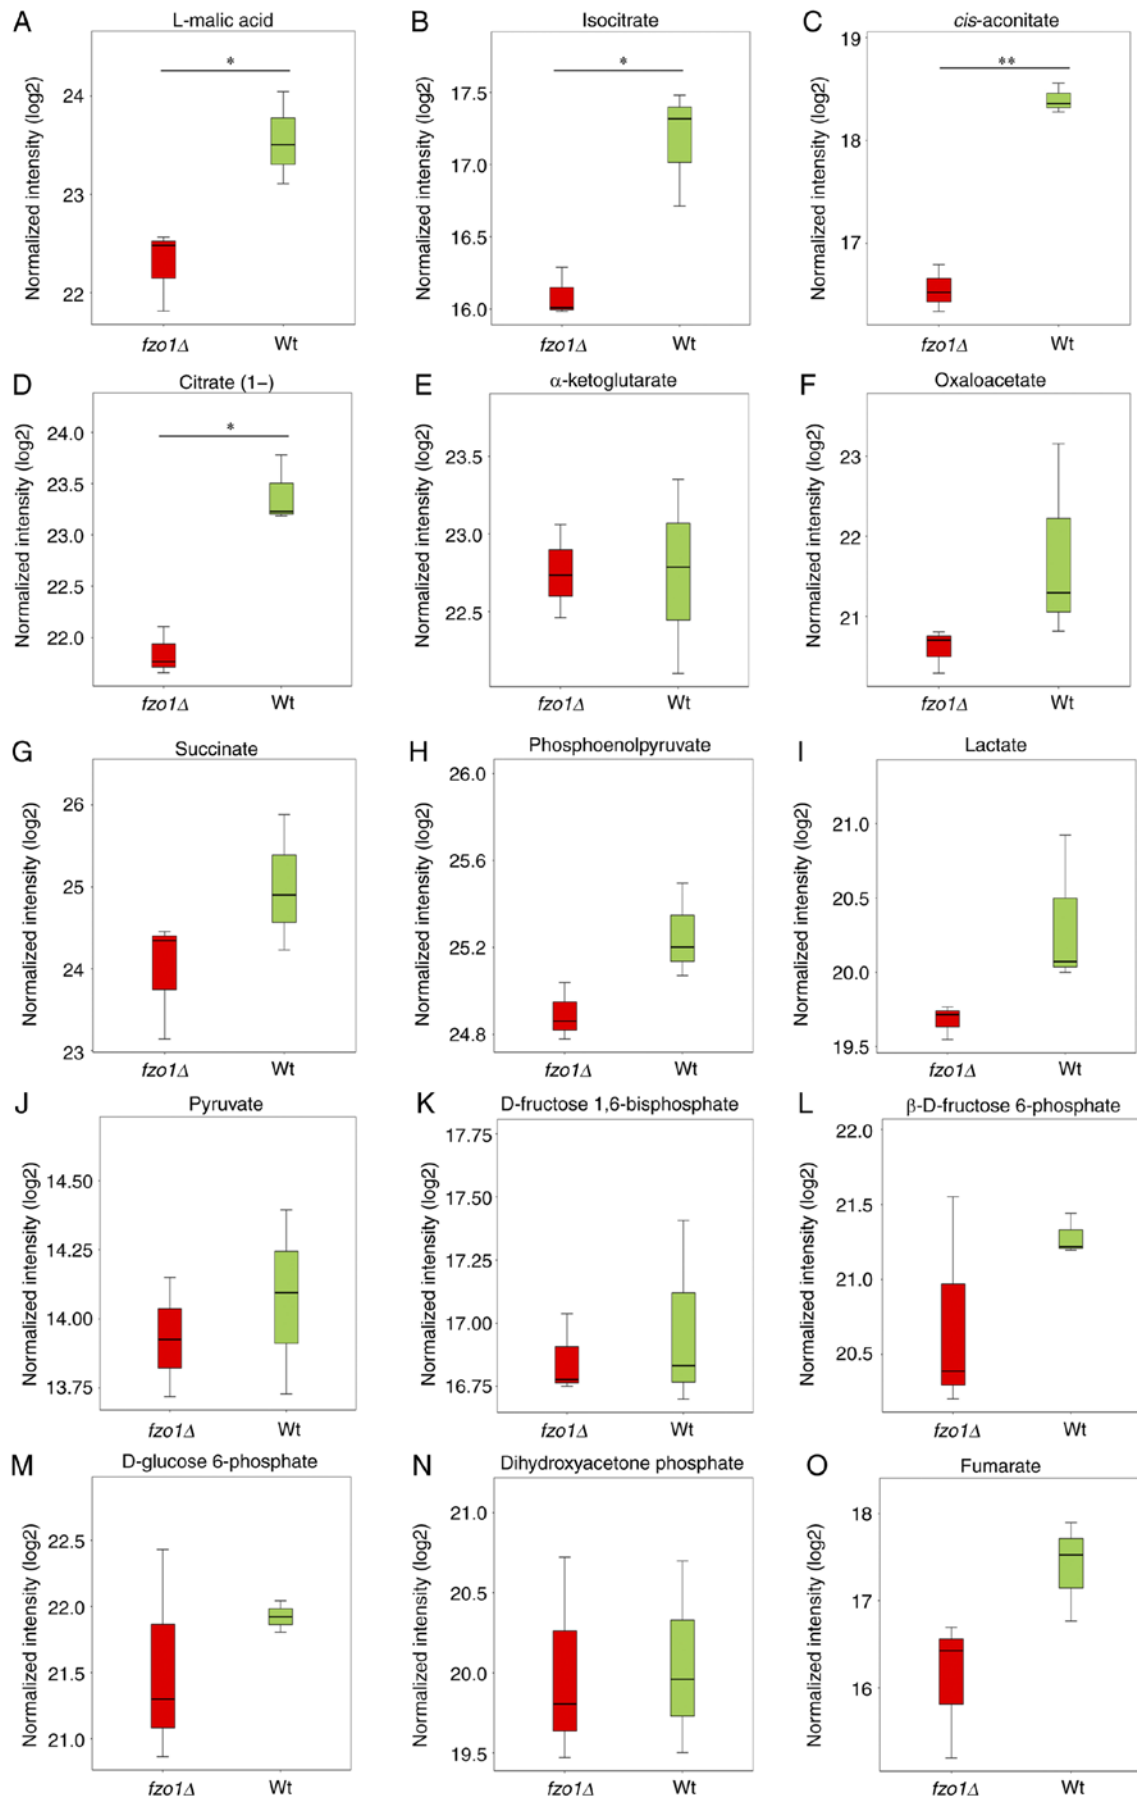 A
L-malic acid
Normalized intensity (log2)
24
23
22
*
fzo1Δ
Wt
B
Isocitrate
Normalized intensity (log2)
17.5
17.0
16.5
16.0
*
fzo1Δ
Wt
C
cis-aconitate
Normalized intensity (log2)
19
18
17
**
fzo1Δ
Wt
D
Citrate (1−)
Normalized intensity (log2)
24.0
23.5
23.0
22.5
22.0
*
fzo1Δ
Wt
E
α-ketoglutarate
Normalized intensity (log2)
23.5
23.0
22.5
fzo1Δ
Wt
F
Oxaloacetate
Normalized intensity (log2)
23
22
21
fzo1Δ
Wt
G
Succinate
Normalized intensity (log2)
26
25
24
23
fzo1Δ
Wt
H
Phosphoenolpyruvate
Normalized intensity (log2)
26.0
25.6
25.2
24.8
fzo1Δ
Wt
I
Lactate
Normalized intensity (log2)
21.0
20.5
20.0
19.5
fzo1Δ
Wt
J
Pyruvate
Normalized intensity (log2)
14.50
14.25
14.00
13.75
fzo1Δ
Wt
K
D-fructose 1,6-bisphosphate
Normalized intensity (log2)
17.75
17.50
17.25
17.00
16.75
fzo1Δ
Wt
L
β-D-fructose 6-phosphate
Normalized intensity (log2)
22.0
21.5
21.0
20.5
fzo1Δ
Wt
M
D-glucose 6-phosphate
Normalized intensity (log2)
22.5
22.0
21.5
21.0
fzo1Δ
Wt
N
Dihydroxyacetone phosphate
Normalized intensity (log2)
21.0
20.5
20.0
19.5
fzo1Δ
Wt
O
Fumarate
Normalized intensity (log2)
18
17
16
fzo1Δ
Wt